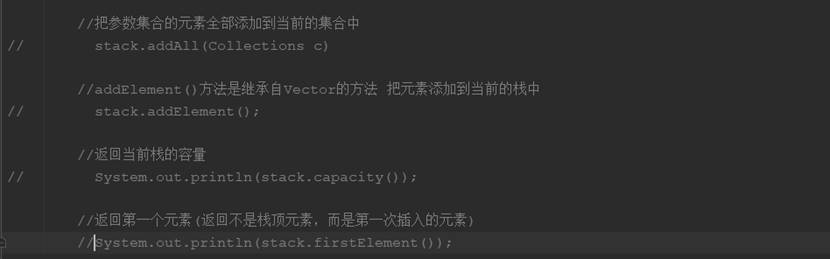 //把参数集合的元素全部添加到当前的集合中
// stack.addAll(Collections c)
//addElement()方法是继承自Vector的方法 把元素添加到当前的栈中
// stack.addElement();
//返回当前栈的容量
// System.out.println(stack.capacity());
//返回第一个元素(返回不是栈顶元素，而是第一次插入的元素)
//System.out.println(stack.firstElement());